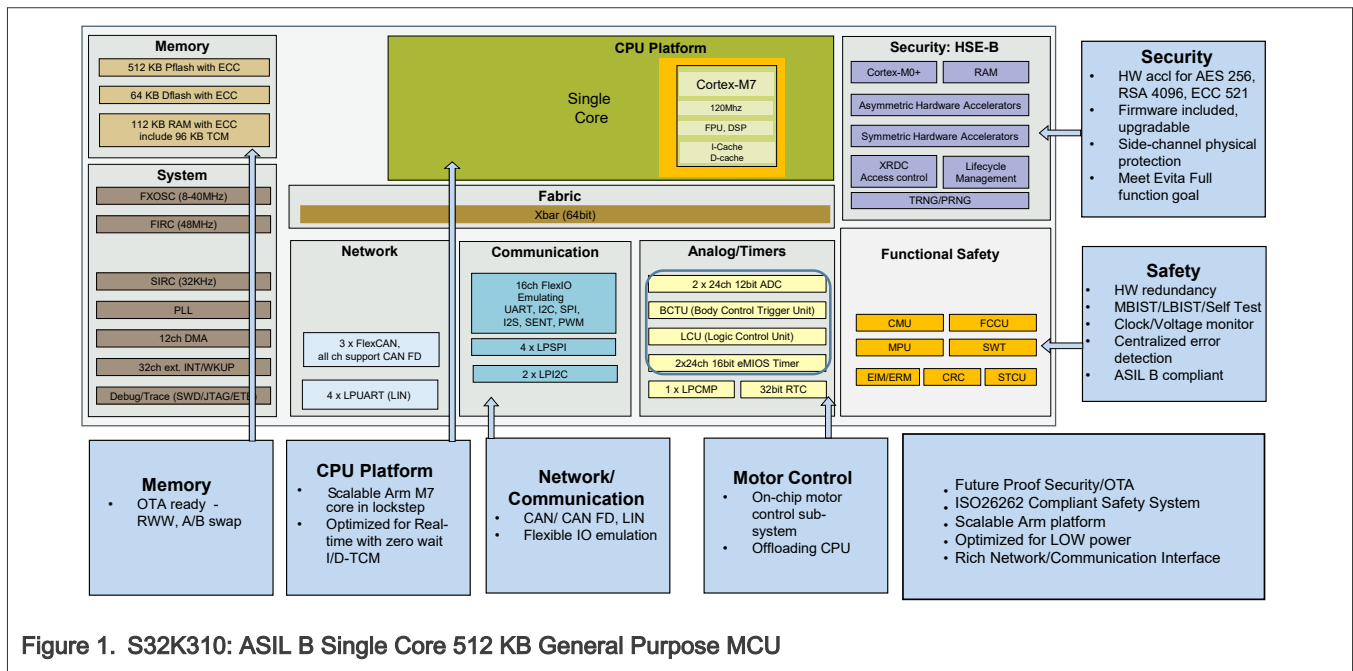 Memory
512 KB Pflash with ECC
64 KB Dflash with ECC
112 KB RAM with ECC
include 96 KB TCM
System
FXOSC (8-40MHz)
FIRC (48MHz)
SIRC (32KHz)
PLL
12ch DMA
32ch ext. INT/WKUP
Debug/Trace (SWD/JTAG/ETB)
CPU Platform
Single
Core
Cortex-M7
120Mhz
FPU, DSP
I-Cache
D-cache
Fabric
Xbar (64bit)
Network
3 x FlexCAN,
all ch support CAN FD
4 x LPUART (LIN)
Communication
16ch FlexIO
Emulating
UART, I2C, SPI,
I2S, SENT, PWM
4 x LPSPI
2 x LPI2C
Analog/Timers
2 x 24ch 12bit ADC
BCTU (Body Control Trigger Unit)
LCU (Logic Control Unit)
2x24ch 16bit eMIOS Timer
1 x LPCMP
32bit RTC
Security: HSE-B
Cortex-M0+
RAM
Asymmetric Hardware Accelerators
Symmetric Hardware Accelerators
XRDC
Access control
Lifecycle
Management
TRNG/PRNG
Functional Safety
CMU
FCCU
MPU
SWT
EIM/ERM
CRC
STCU
Security
• HW accl for AES 256,
RSA 4096, ECC 521
• Firmware included,
upgradable
• Side-channel physical
protection
• Meet Evita Full
function goal
Safety
• HW redundancy
• MBIST/LBIST/Self Test
• Clock/Voltage monitor
• Centralized error
detection
• ASIL B compliant
Memory
• OTA ready -
RWW, A/B swap
CPU Platform
• Scalable Arm M7
core in lockstep
• Optimized for Real-
time with zero wait
I/D-TCM
Network/
Communication
• CAN/ CAN FD, LIN
• Flexible IO emulation
Motor Control
• On-chip motor
control sub-
system
• Offloading CPU
• Future Proof Security/OTA
• ISO26262 Compliant Safety System
• Scalable Arm platform
• Optimized for LOW power
• Rich Network/Communication Interface
Figure 1. S32K310: ASIL B Single Core 512 KB General Purpose MCU